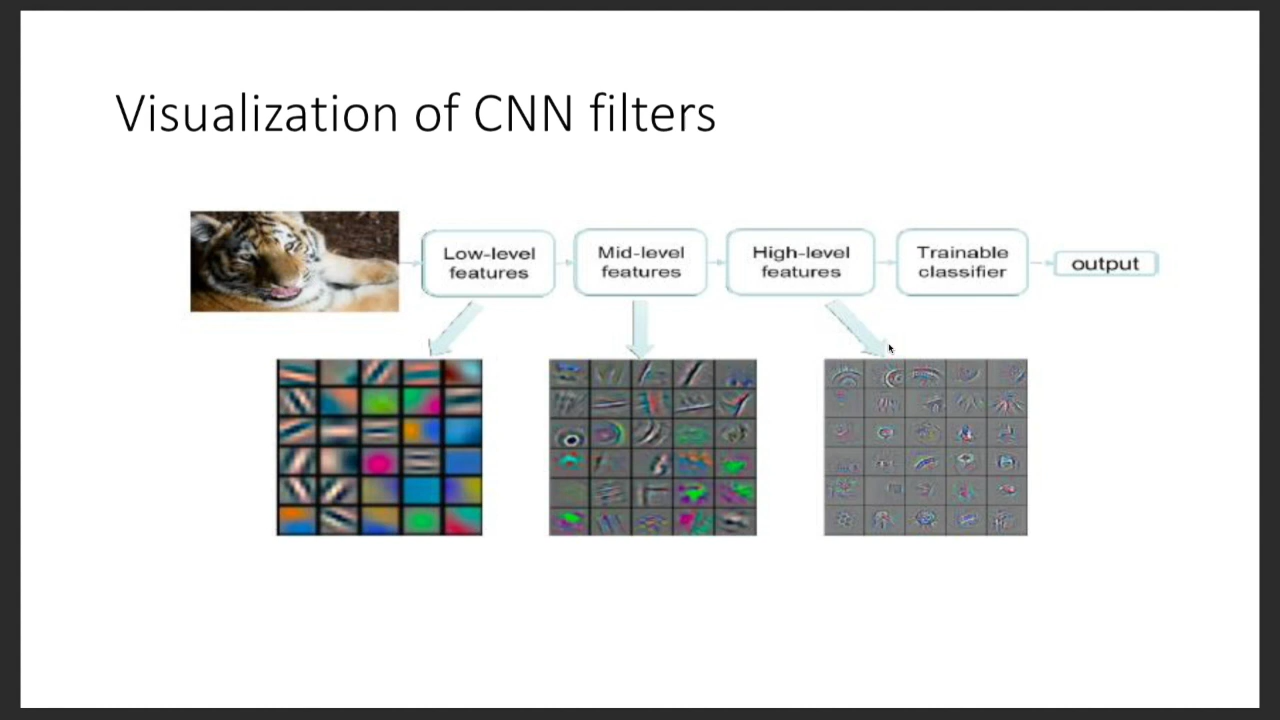 Visualization of CNN filters
Low-level
features
Mid-level
features
High-level
features
Trainable
classifier
output